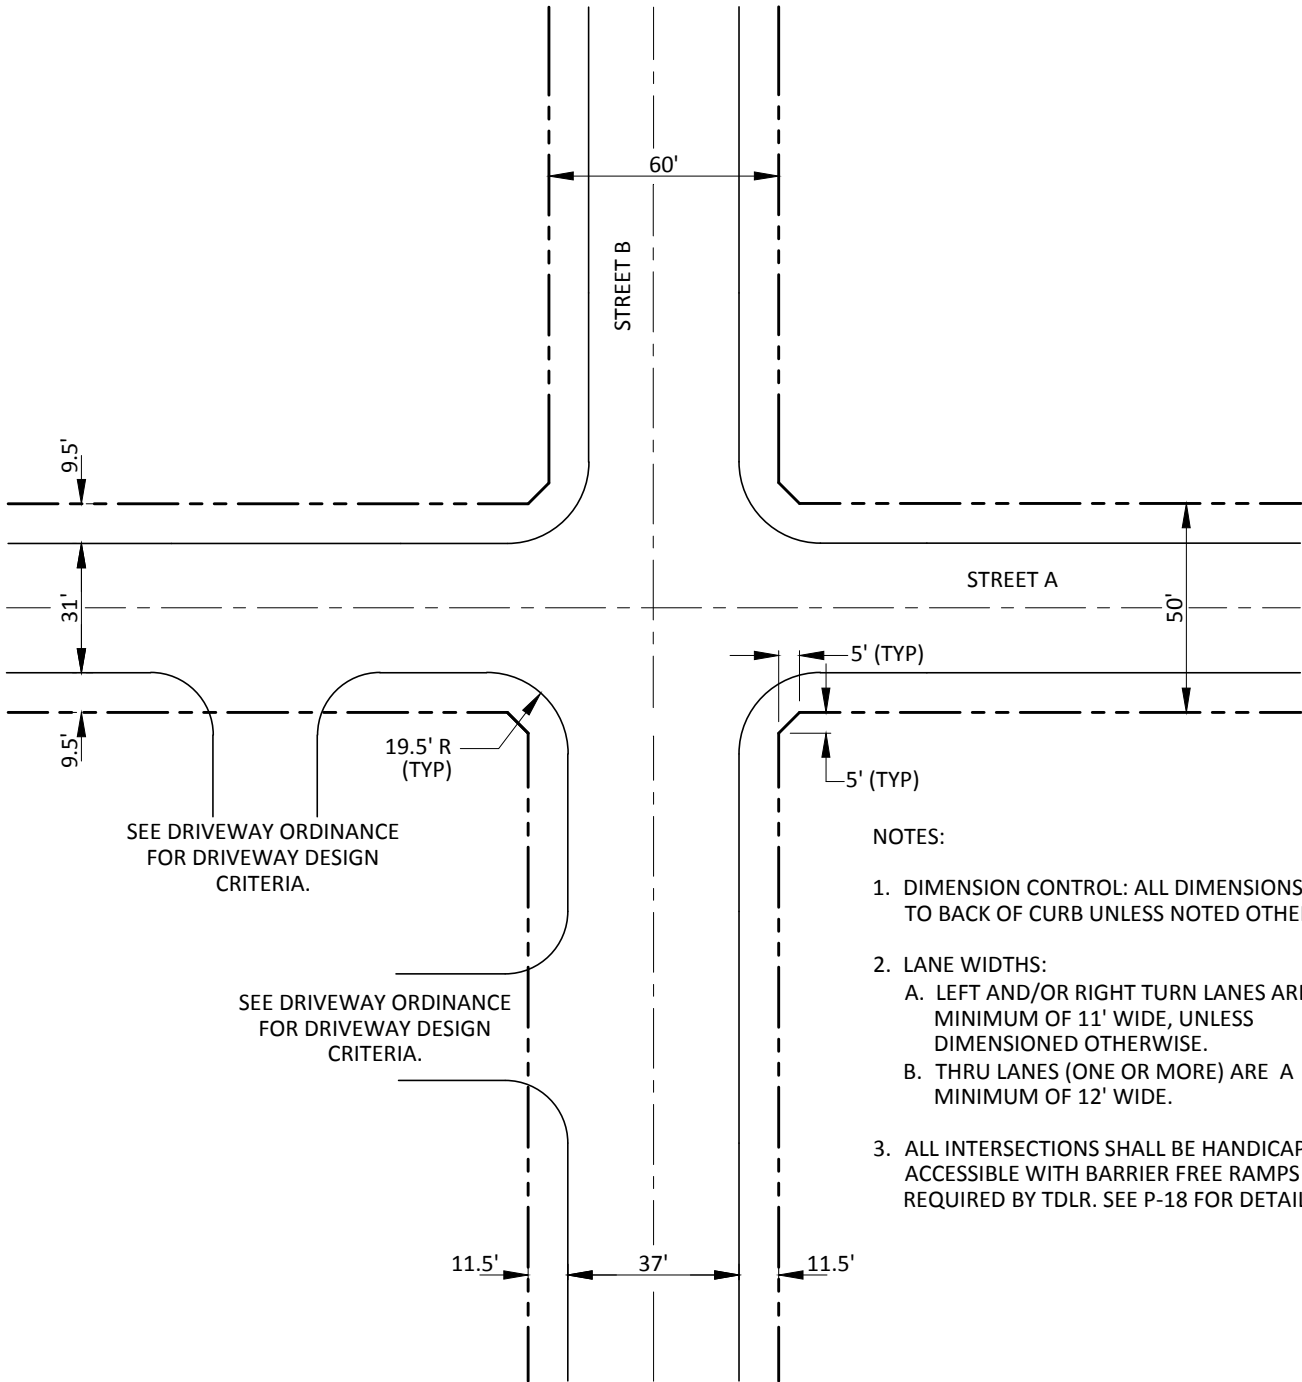 60'
STREET B
9.5'
31'
STREET A
50'
5' (TYP)
9.5'
19.5' R
(TYP)
5' (TYP)
SEE DRIVEWAY ORDINANCE
FOR DRIVEWAY DESIGN
CRITERIA.
SEE DRIVEWAY ORDINANCE
FOR DRIVEWAY DESIGN
CRITERIA.
NOTES:
1. DIMENSION CONTROL: ALL DIMENSIONS
TO BACK OF CURB UNLESS NOTED
2. LANE WIDTHS:
A. LEFT AND/OR RIGHT TURN LANES
MINIMUM OF 11' WIDE, UNLESS
DIMENSIONED OTHERWISE.
B. THRU LANES (ONE OR MORE) ARE A
MINIMUM OF 12' WIDE.
3. ALL INTERSECTIONS SHALL BE
ACCESSIBLE WITH BARRIER FREE RAMPS
REQUIRED BY TDLR. SEE P-18 FOR
11.5'
37'
11.5'